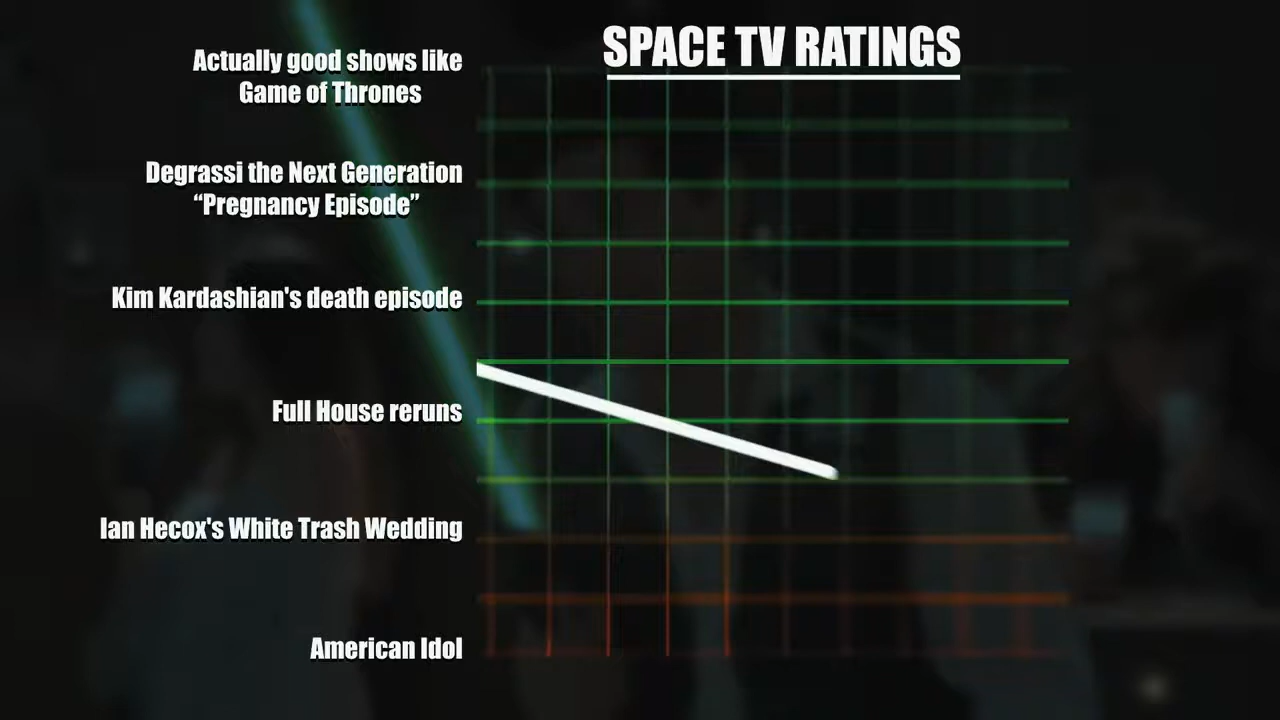 SPACE TV RATINGS
Actually good shows like
Game of Thrones
Degrassi the Next Generation
“Pregnancy Episode”
Kim Kardashian's death episode
Full House reruns
Ian Hecox's White Trash Wedding
American Idol